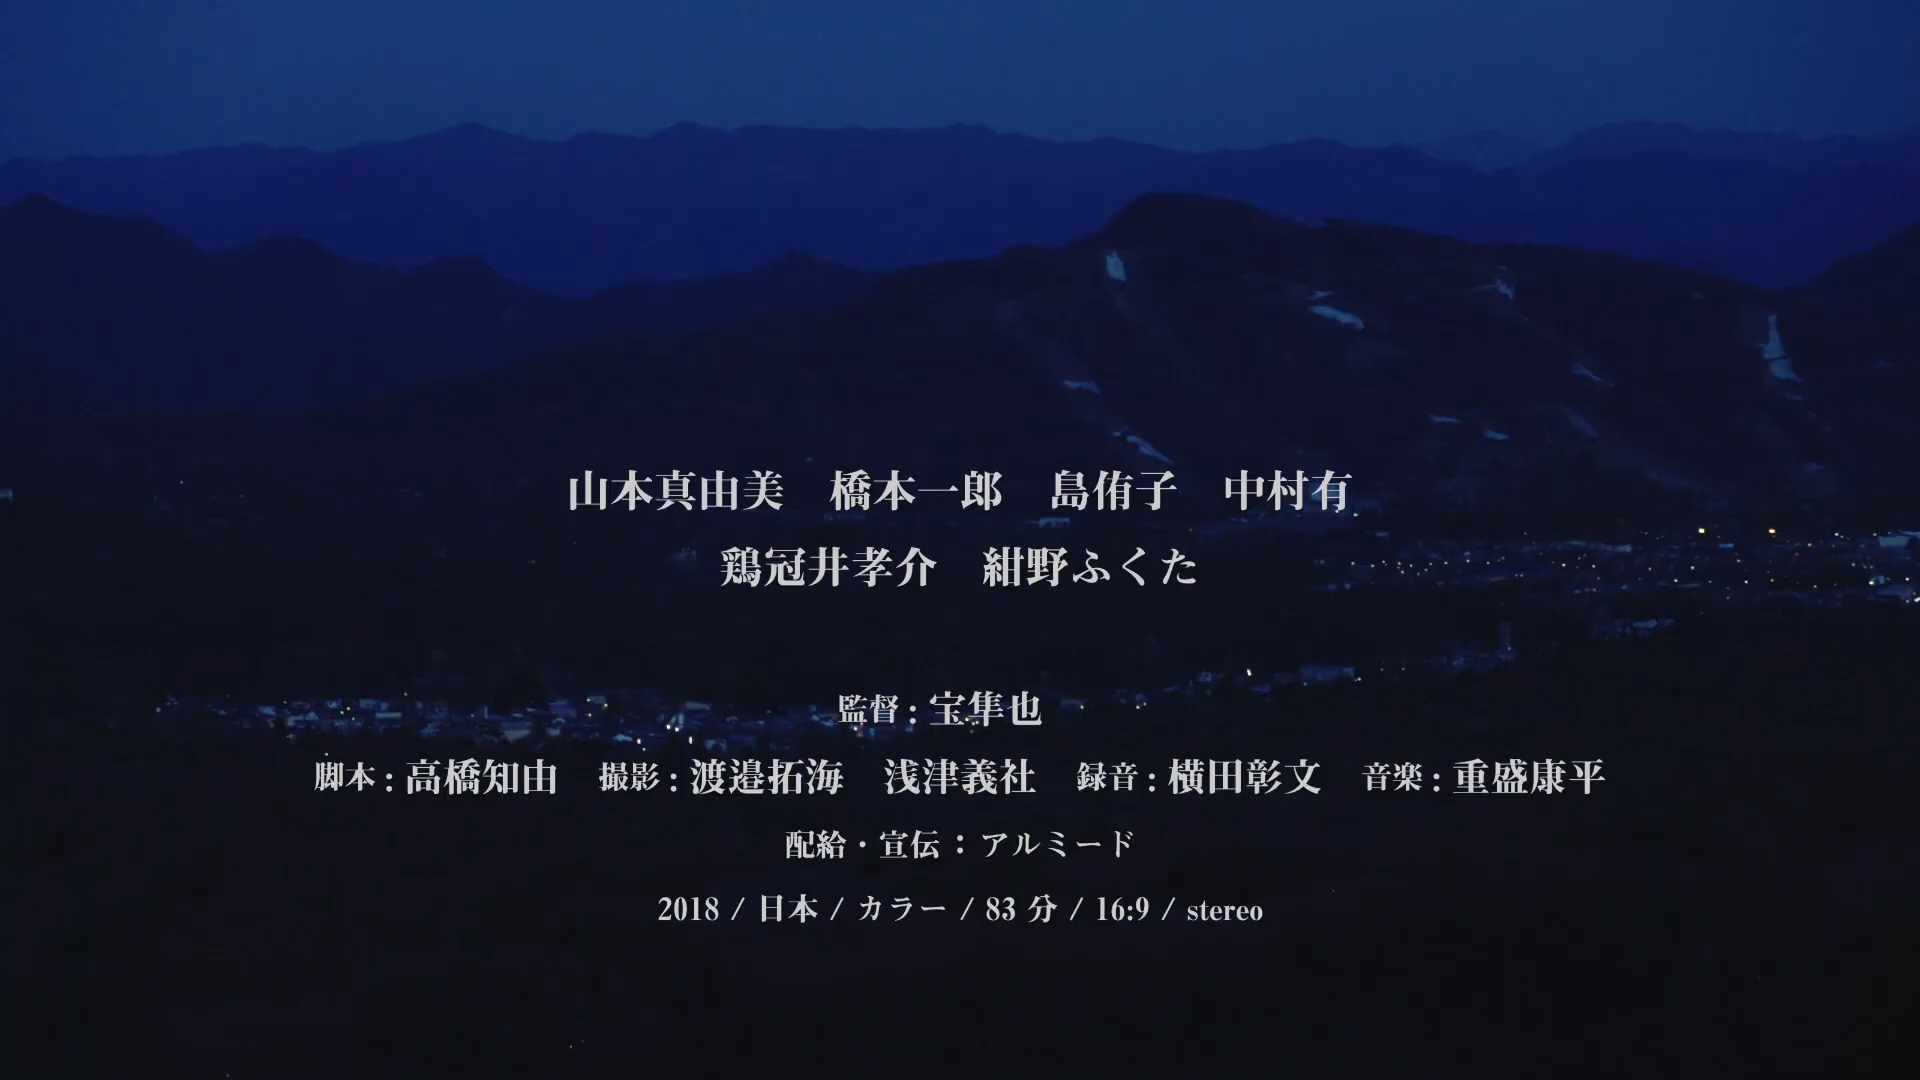 山本真由美　橋本一郎　島侑子　中村有
鶏冠井孝介　紺野ふくた
監督 : 宝隼也
脚本 : 高橋知由　撮影 : 渡邉拓海　浅津義社　録音 : 横田彰文　音楽 : 重盛康平
配給・宣伝 : アルミード
2018 / 日本 / カラー / 83 分 / 16:9 / stereo